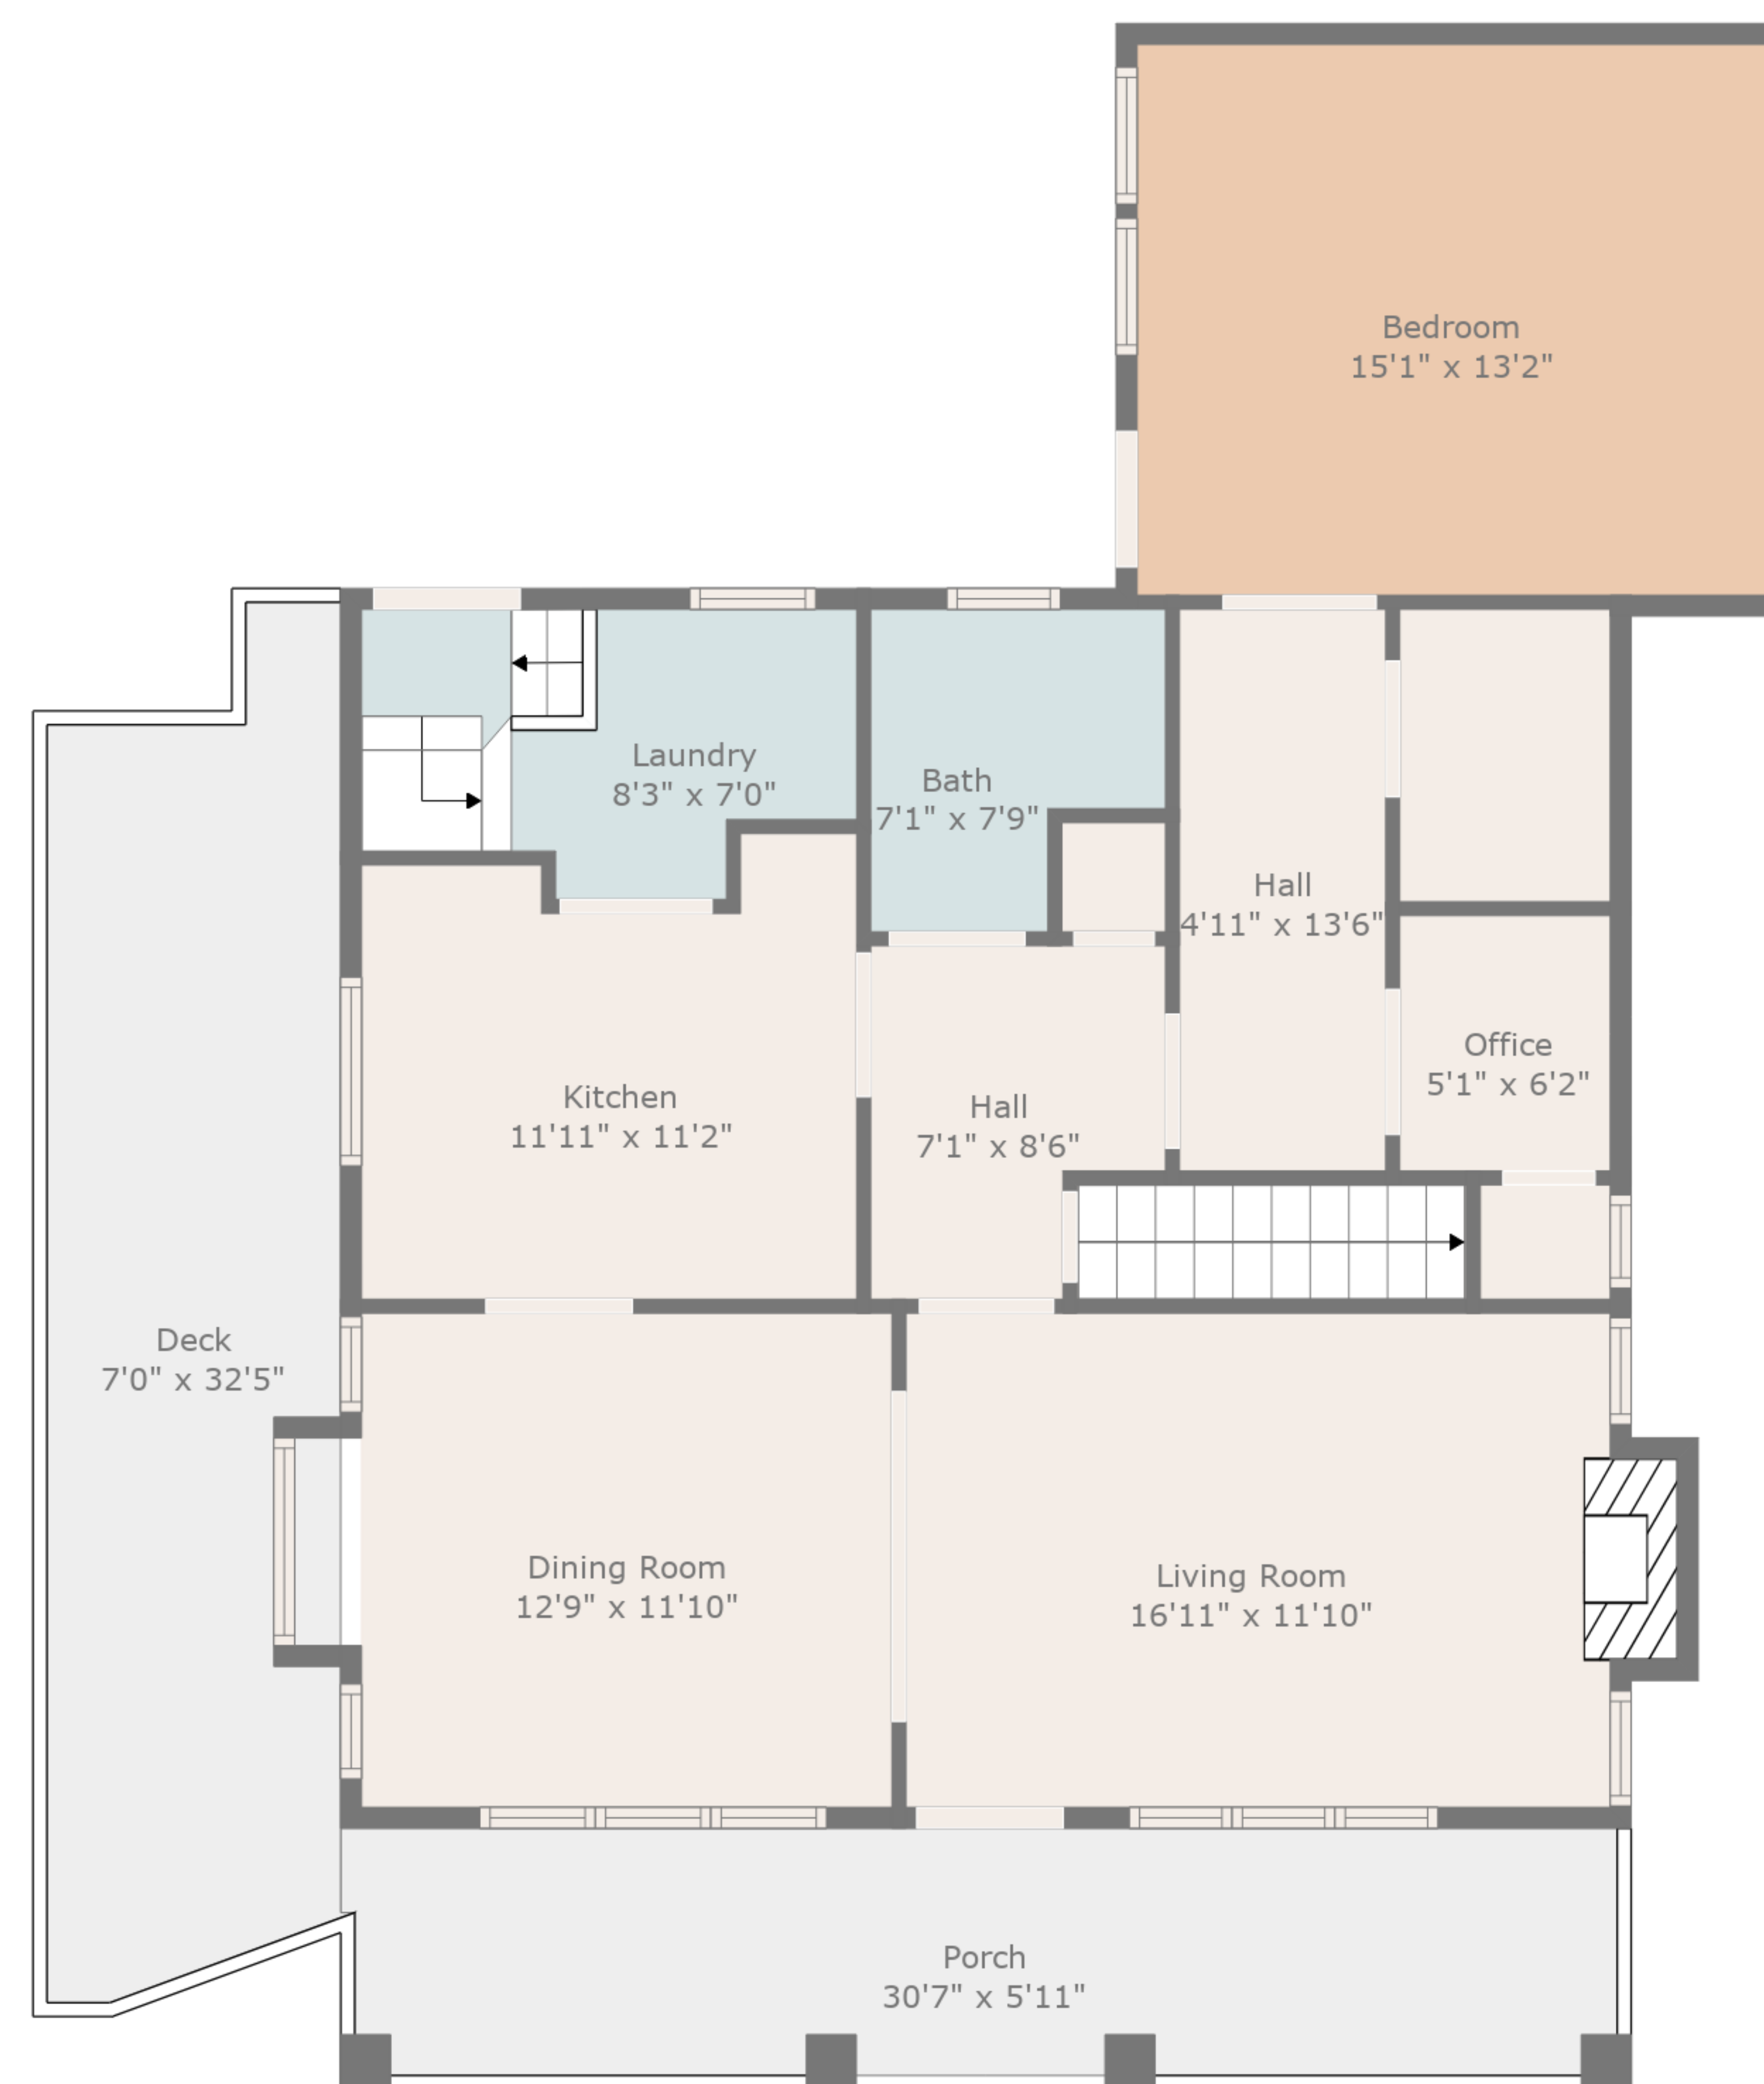 Bedroom
15'1" x 13'2"
Laundry
8'3" x 7'0"
Bath
7'1" x 7'9"
Hall
4'11" x 13'6"
Office
5'1" x 6'2"
Kitchen
11'11" x 11'2"
Hall
7'1" x 8'6"
Deck
7'0" x 32'5"
Dining Room
12'9" x 11'10"
Living Room
16'11" x 11'10"
Porch
30'7" x 5'11"